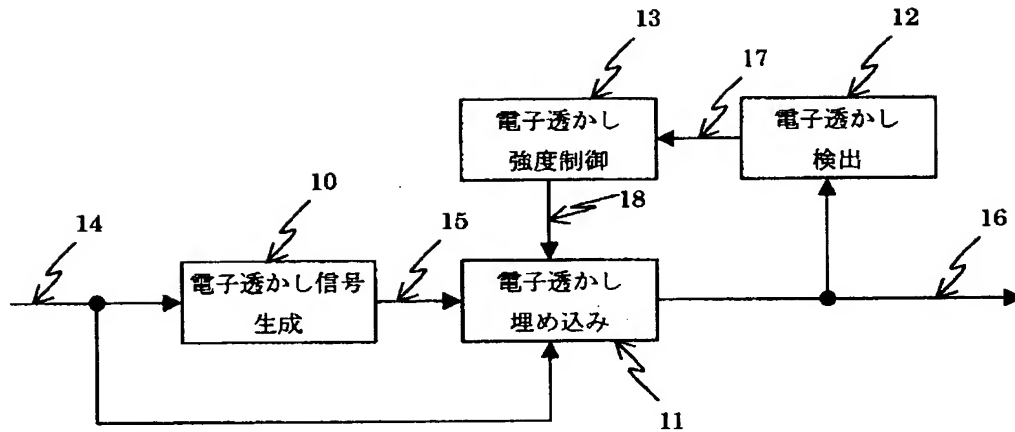 13
12
17
電子透かし
強度制御
電子透かし
検出
10
14
15
18
16
電子透かし信号
生成
電子透かし
埋め込み
11